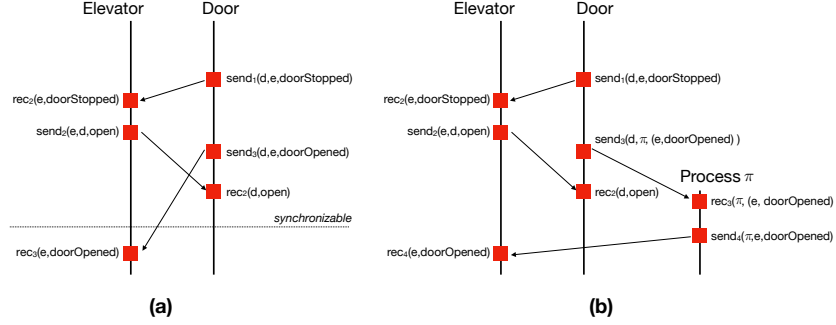 Elevator
Door
send₁(d,e,doorStopped)
rec₂(e,doorStopped)
send₂(e,d,open)
send₃(d,e,doorOpened)
rec₂(d,open)
synchronizable
rec₃(e,doorOpened)
(a)
Elevator
Door
send₁(d,e,doorStopped)
rec₂(e,doorStopped)
send₂(e,d,open)
send₃(d, π, (e,doorOpened) )
Process π
rec₂(d,open)
rec₃(π, (e, doorOpened)
send₄(π,e,doorOpened)
rec₄(e,doorOpened)
(b)